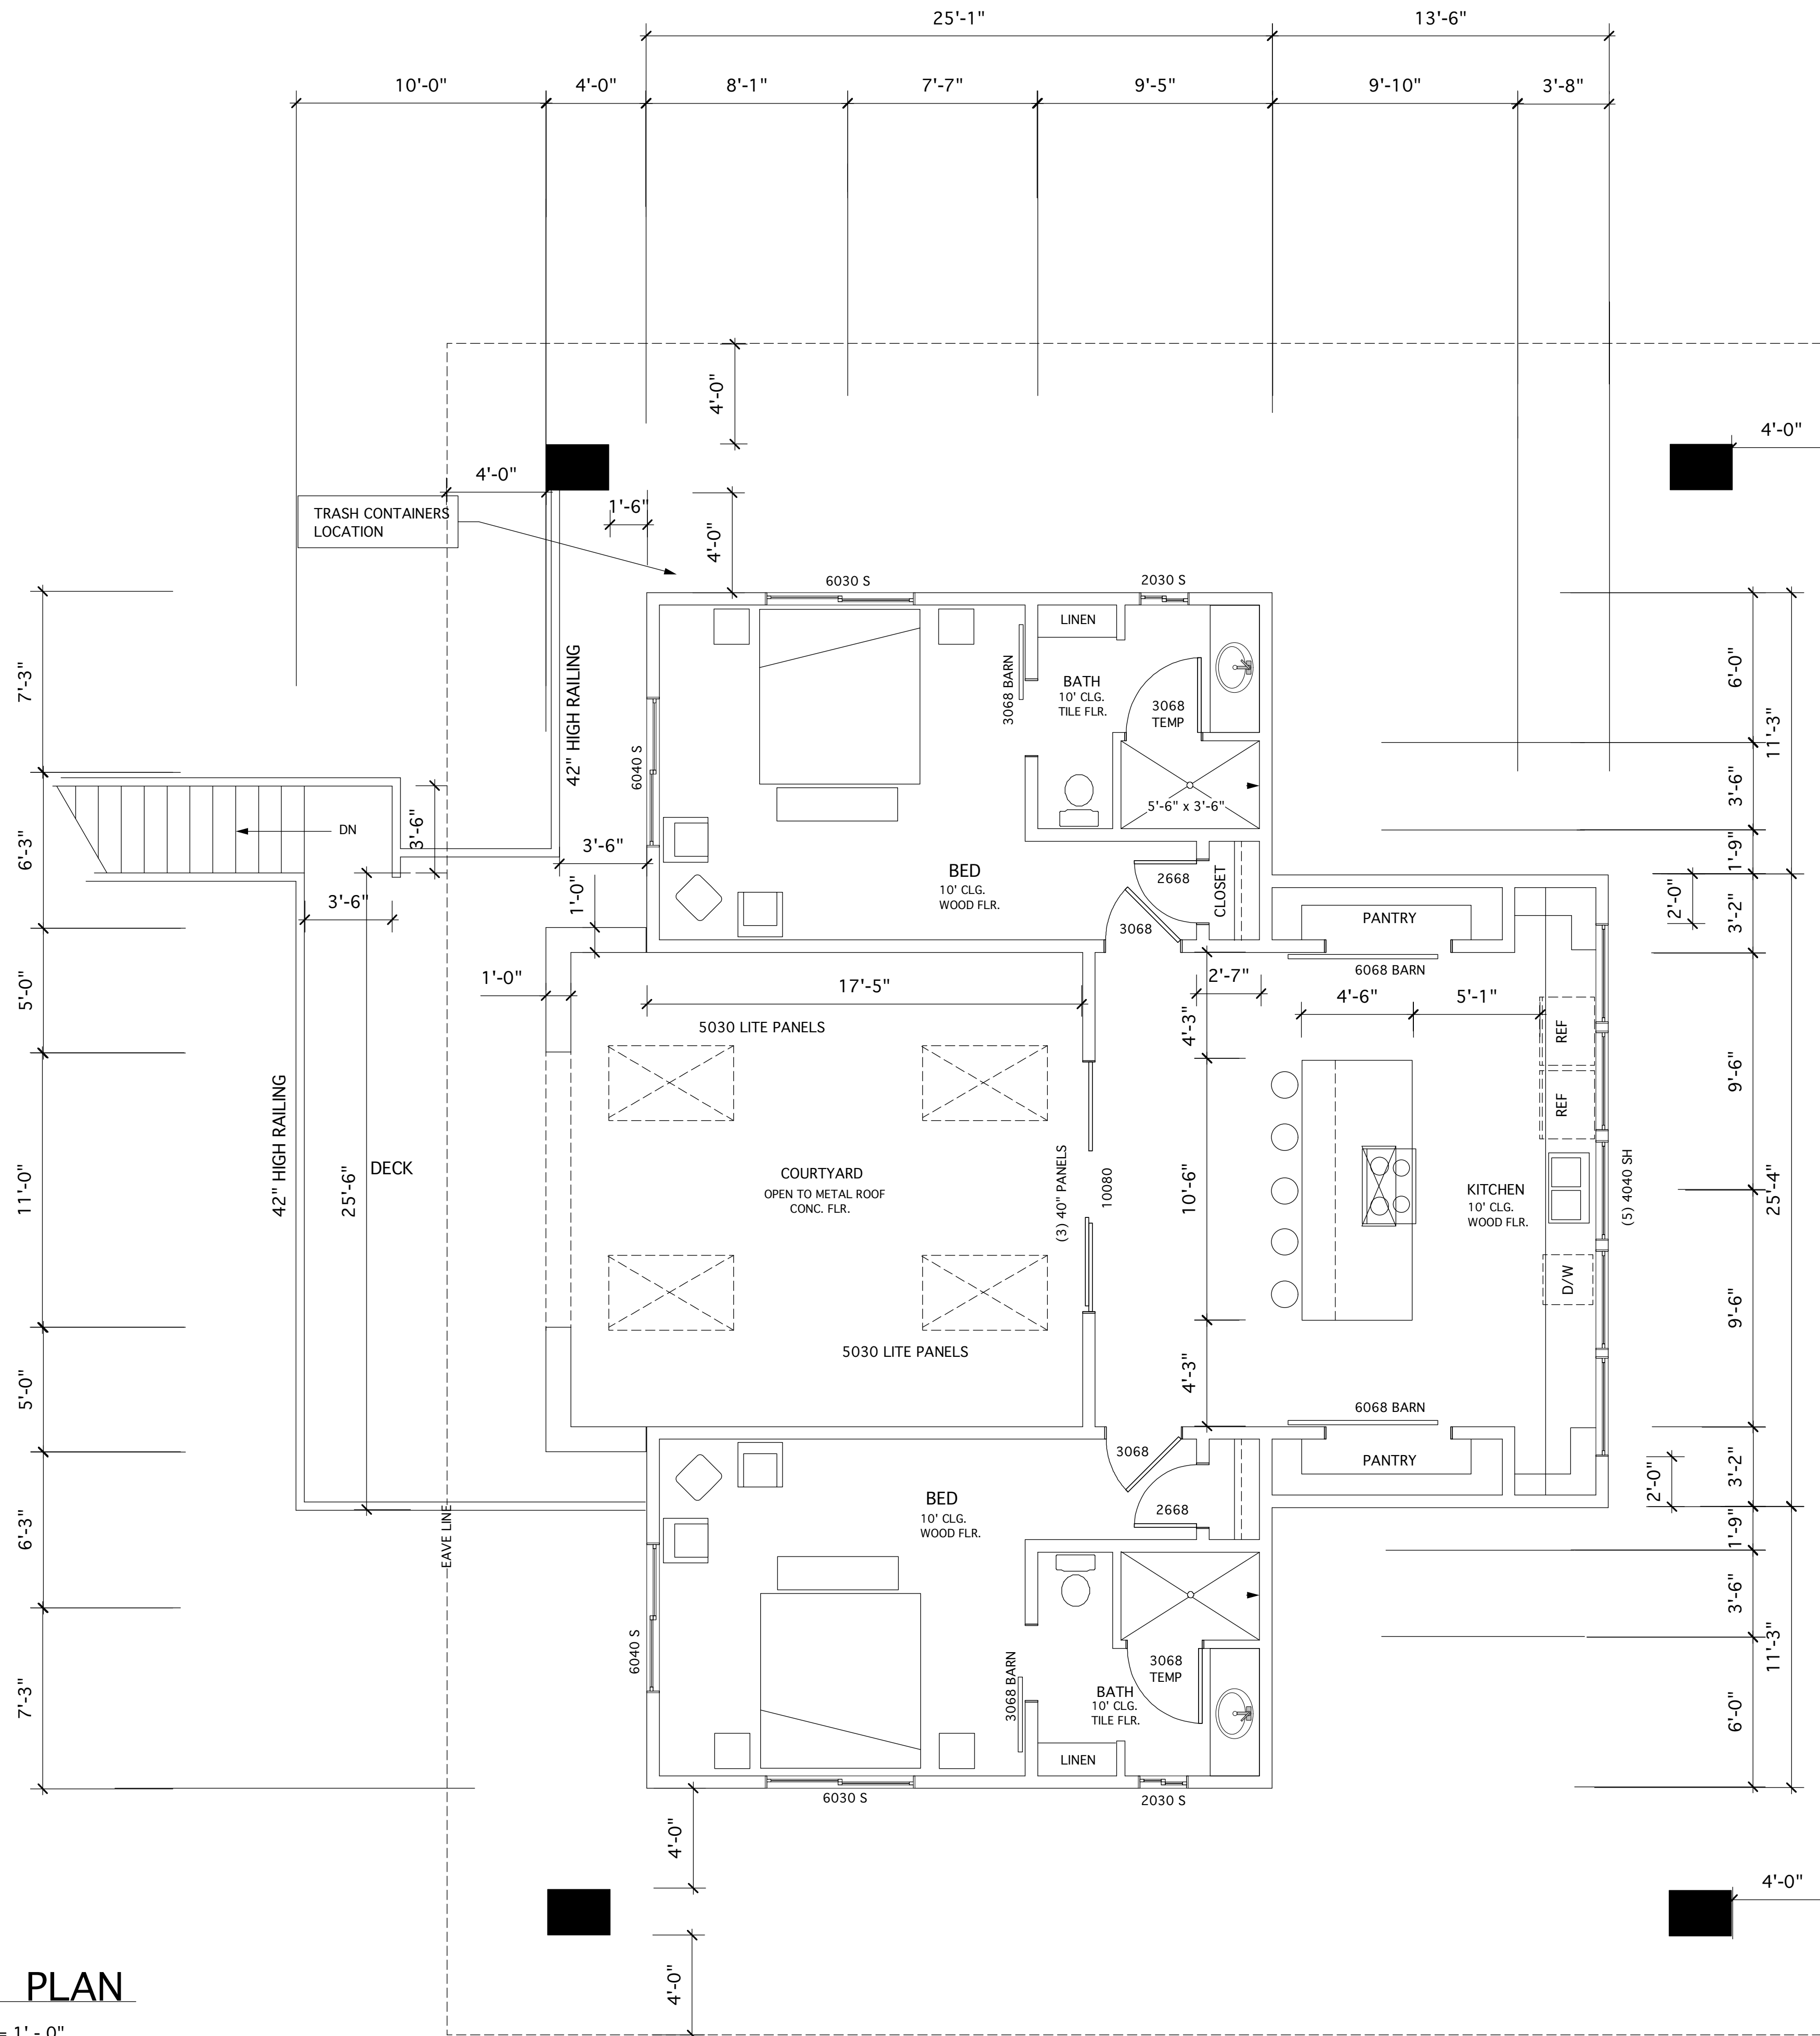 25'-1"
13'-6"
10'-0"
4'-0"
8'-1"
7'-7"
9'-5"
9'-10"
3'-8"
4'-0"
4'-0"
4'-0"
1'-6"
4'-0"
TRASH CONTAINERS
LOCATION
6030 S
2030 S
LINEN
7'-3"
42" HIGH RAILING
6040 S
3068 BARN
BATH
10' CLG.
TILE FLR.
3068
TEMP
6'-0"
11'-3"
5'-6" x 3'-6"
3'-6"
DN
3'-6"
6'-3"
3'-6"
3'-6"
1'-0"
BED
10' CLG.
WOOD FLR.
2668
CLOSET
3068
1'-9"
2'-0"
3'-2"
PANTRY
6068 BARN
5'-0"
1'-0"
17'-5"
2'-7"
4'-6"
5'-1"
5030 LITE PANELS
4'-3"
REF
REF
9'-6"
42" HIGH RAILING
25'-6"
DECK
11'-0"
COURTYARD
OPEN TO METAL ROOF
CONC. FLR.
(3) 40" PANELS
10080
10'-6"
KITCHEN
10' CLG.
WOOD FLR.
(5) 4040 SH
25'-4"
D/W
9'-6"
5030 LITE PANELS
4'-3"
5'-0"
6068 BARN
3068
PANTRY
3'-2"
2'-0"
BED
10' CLG.
WOOD FLR.
2668
1'-9"
6'-3"
EAVE LINE
3'-6"
11'-3"
6040 S
3068 BARN
3068
TEMP
BATH
10' CLG.
TILE FLR.
7'-3"
6'-0"
LINEN
6030 S
2030 S
4'-0"
4'-0"
4'-0"
PLAN
= 1' - 0"